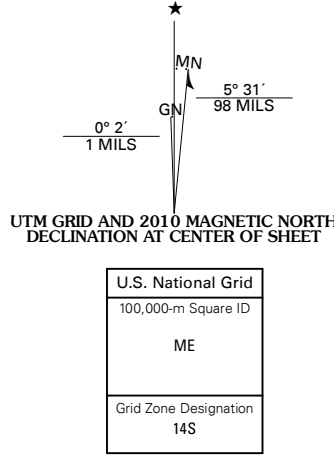 ★
MN
5° 31´
98 MILS
GN
0° 2´
1 MILS
UTM GRID AND 2010 MAGNETIC NORTH
DECLINATION AT CENTER OF SHEET
U.S. National Grid
100,000-m Square ID
ME
Grid Zone Designation
14S